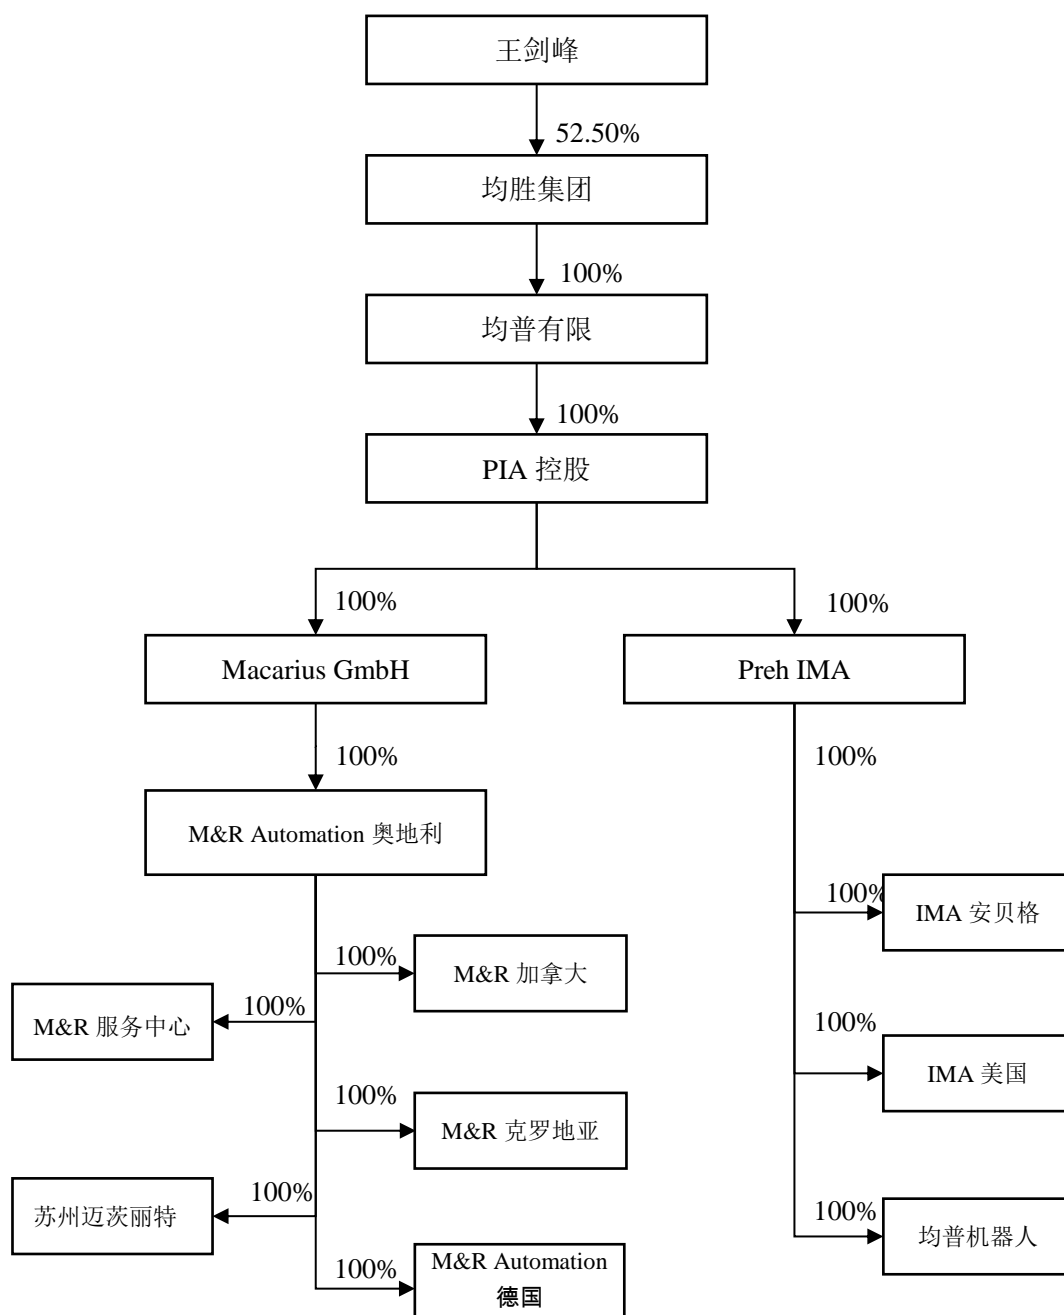 王剑峰
52.50%
均胜集团
100%
均普有限
100%
PIA 控股
100%
100%
Macarius GmbH
Preh IMA
100%
100%
M&R Automation 奥地利
100%
IMA 安贝格
100%
M&R 加拿大
100%
M&R 服务中心
100%
IMA 美国
100%
M&R 克罗地亚
100%
苏州迈茨丽特
100%
均普机器人
100%
M&R Automation
德国